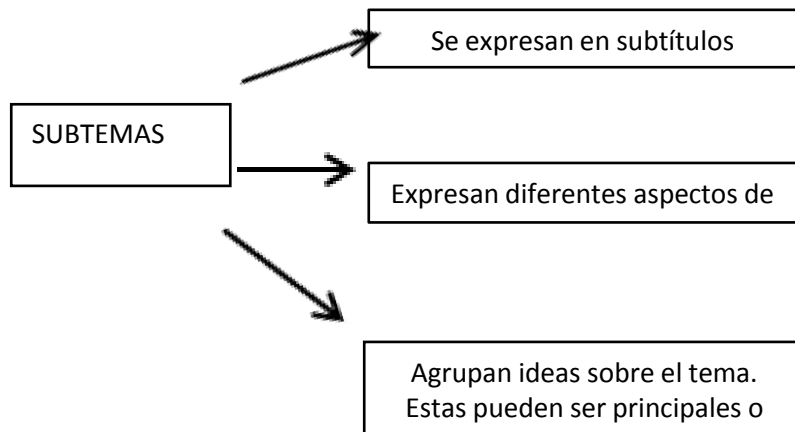 Se expresan en subtítulos
SUBTEMAS
Expresan diferentes aspectos de
Agrupan ideas sobre el tema.
Estas pueden ser principales o